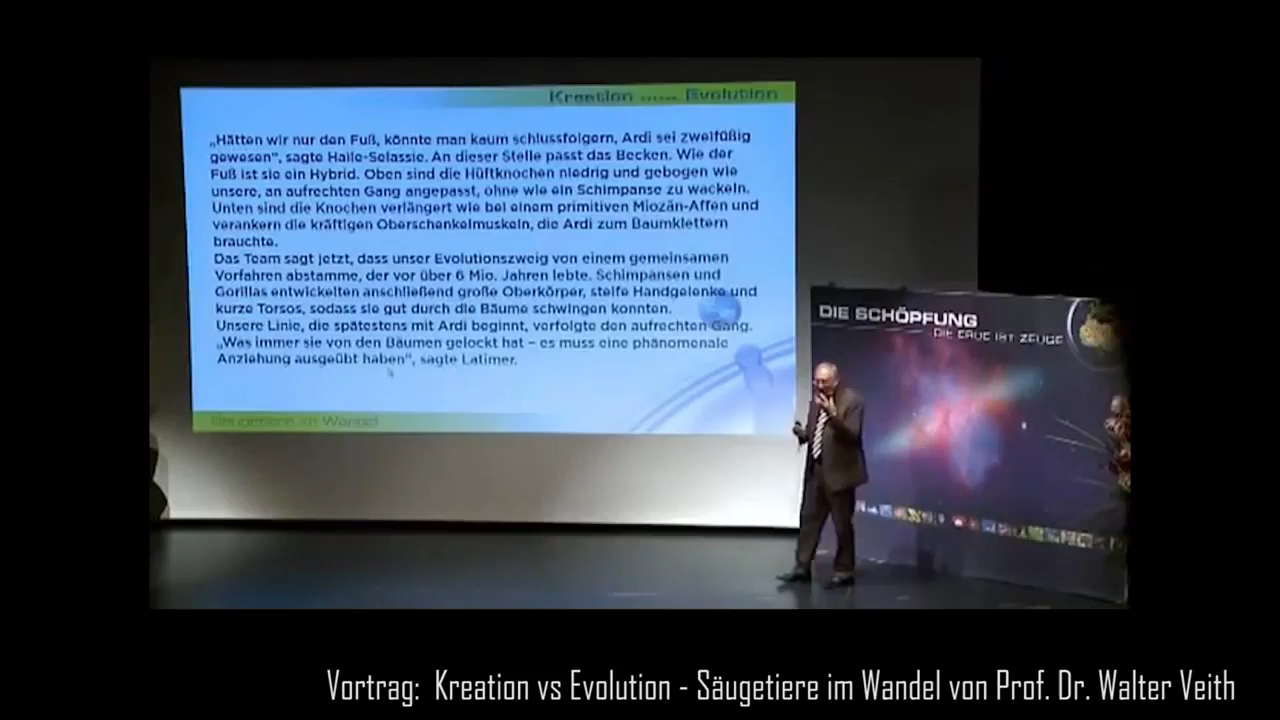 Kreation ...... Evolution
„Hätten wir nur den Fuß, könnte man kaum schlussfolgern, Ardi sei zweifüßig
gewesen“, sagte Haile-Selassie. An dieser Stelle passt das Becken. Wie der
Fuß ist sie ein Hybrid. Oben sind die Hüftknochen niedrig und gebogen wie
unsere, an aufrechten Gang angepasst, ohne wie ein Schimpanse zu wackeln.
Unten sind die Knochen verlängert wie bei einem primitiven Miozän-Affen und
verankern die kräftigen Oberschenkelmuskeln, die Ardi zum Baumklettern
brauchte.
Das Team sagt jetzt, dass unser Evolutionszweig von einem gemeinsamen
Vorfahren abstamme, der vor über 6 Mio. Jahren lebte. Schimpansen und
Gorillas entwickelten anschließend große Oberkörper, steife Handgelenke und
kurze Torsos, sodass sie gut durch die Bäume schwingen konnten.
Unsere Linie, die spätestens mit Ardi beginnt, verfolgte den aufrechten Gang.
„Was immer sie von den Bäumen gelockt hat – es muss eine phänomenale
Anziehung ausgeübt haben“, sagte Latimer.
Säugetiere im Wandel
DIE SCHÖPFUNG
DIE ERDE IST ZEUGE
Vortrag: Kreation vs Evolution - Säugetiere im Wandel von Prof. Dr. Walter Veith